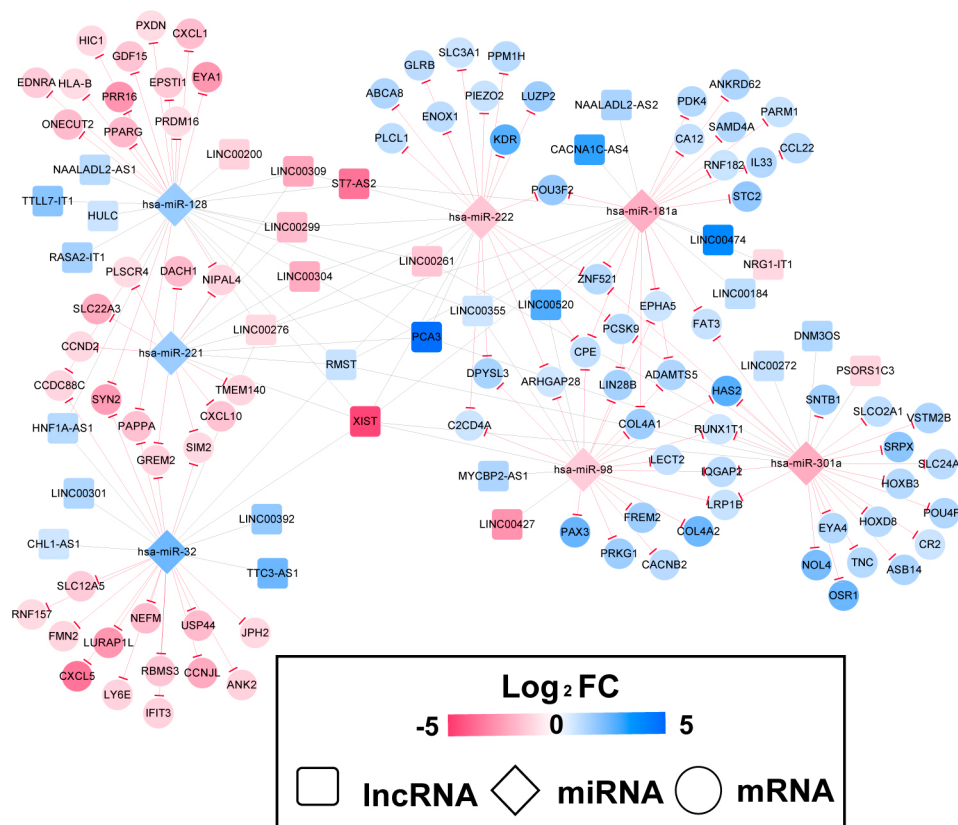 PXDN
HIC1
CXCL1
GDF15
EDNRA
HLA-B
EPSTI1
EYA1
PRR16
ONECUT2
PPARG
PRDM16
NAALADL2-AS1
LINC00200
LINC00309
TTLL7-IT1
hsa-miR-128
ST7-AS2
HULC
LINC00299
RASA2-IT1
PLSCR4
DACH1
NIPAL4
LINC00304
LINC00261
SLC22A3
LINC00276
CCND2
hsa-miR-221
RMST
PCA3
CCDC88C
TMEM140
SYN2
CXCL10
HNF1A-AS1
PAPPA
XIST
SIM2
GREM2
LINC00301
LINC00392
CHL1-AS1
hsa-miR-32
TTC3-AS1
SLC12A5
RNF157
NEFM
USP44
JPH2
FMN2
LURAP1L
CXCL5
RBMS3
CCNJL
ANK2
LY6E
IFIT3
SLC3A1
PPM1H
GLRB
ABCA8
PIEZO2
LUZP2
ENOX1
PLCL1
KDR
NAALADL2-AS2
CACNA1C-AS4
POU3F2
hsa-miR-222
hsa-miR-181a
ANKRD62
PDK4
PARM1
SAMD4A
CA12
CCL22
IL33
RNF182
STC2
LINC00474
NRG1-IT1
LINC00184
ZNF521
EPHA5
LINC00355
LINC00520
FAT3
PCSK9
DNM3OS
CPE
LINC00272
PSORS1C3
DPYSL3
ARHGAP28
LIN28B
ADAMTS5
HAS2
SNTB1
SLCO2A1
VSTM2B
C2CD4A
COL4A1
RUNX1T1
SRPX
MYCBP2-AS1
hsa-miR-98
LECT2
IQGAP2
hsa-miR-301a
SLC24A
HOXB3
LINC00427
LRP1B
POU4F
PAX3
FREM2
COL4A2
EYA4
HOXD8
CR2
PRKG1
CACNB2
NOL4
TNC
ASB14
OSR1
Log2 FC
-5 0 5
lncRNA miRNA mRNA